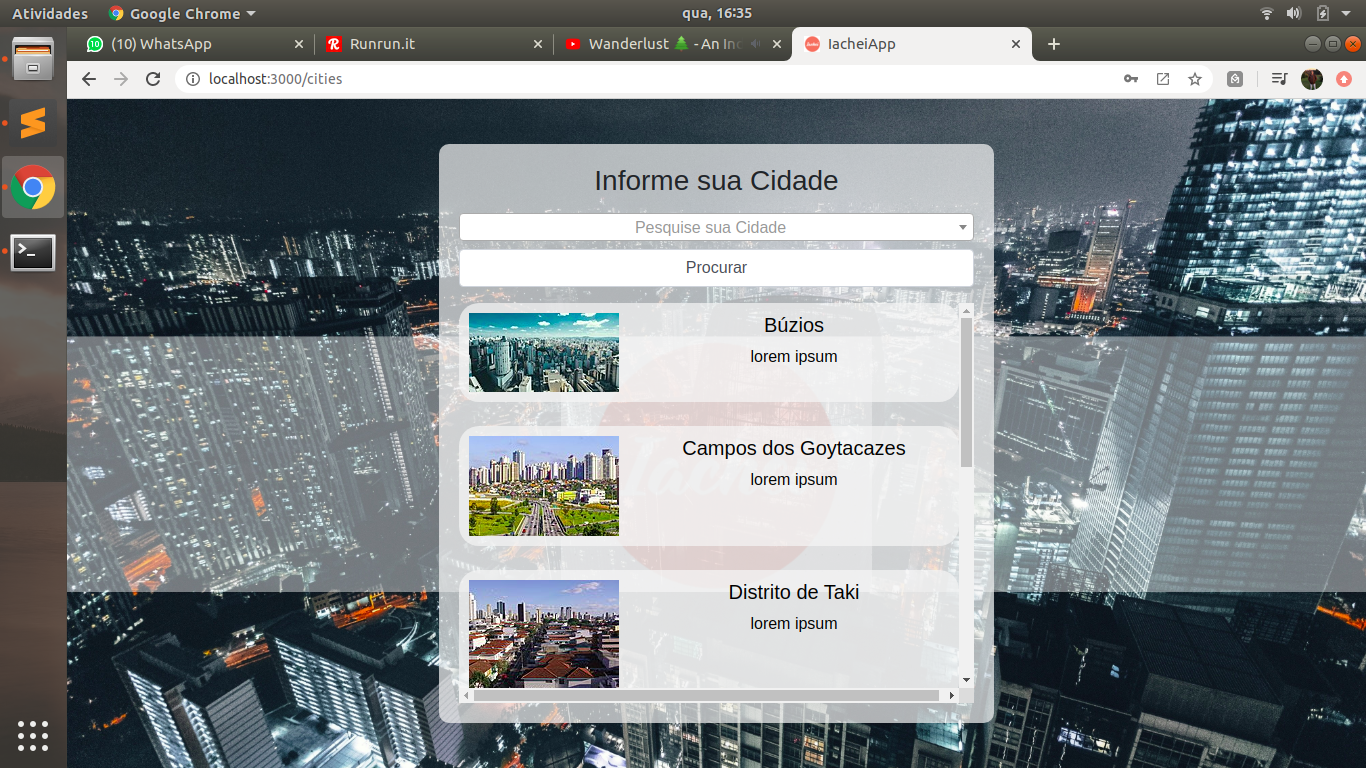 Atividades
Google Chrome
qua, 16:35
10
(10) WhatsApp
Runrun.it
Wanderlust 🌲 - An In
IacheiApp
localhost:3000/cities
Informe sua Cidade
Pesquise sua Cidade
Procurar
Búzios
lorem ipsum
Campos dos Goytacazes
lorem ipsum
Distrito de Taki
lorem ipsum